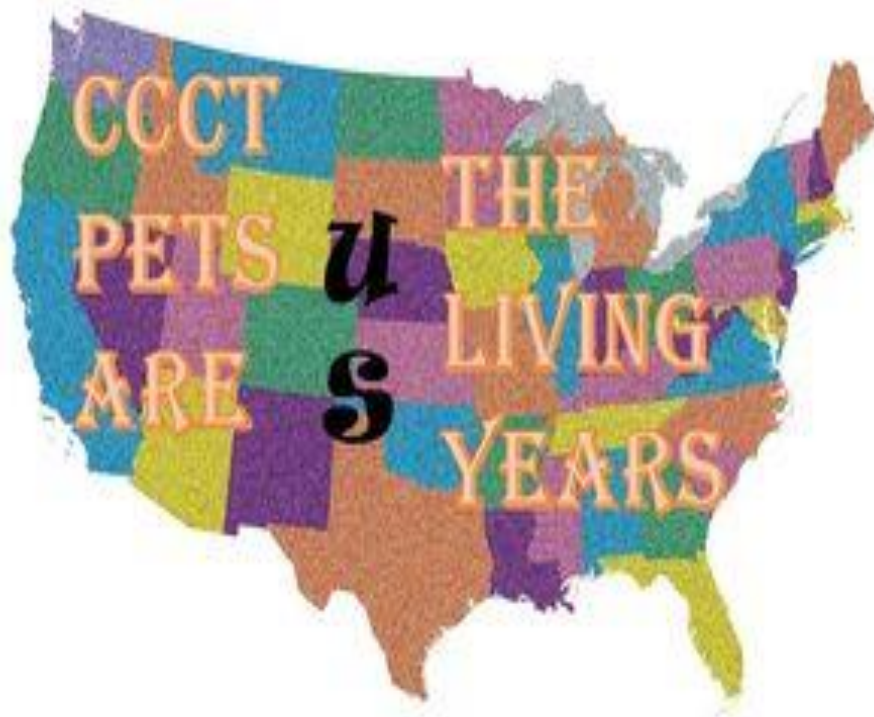 CCCT
PETS
ARE
u
s
THE
LIVING
YEARS